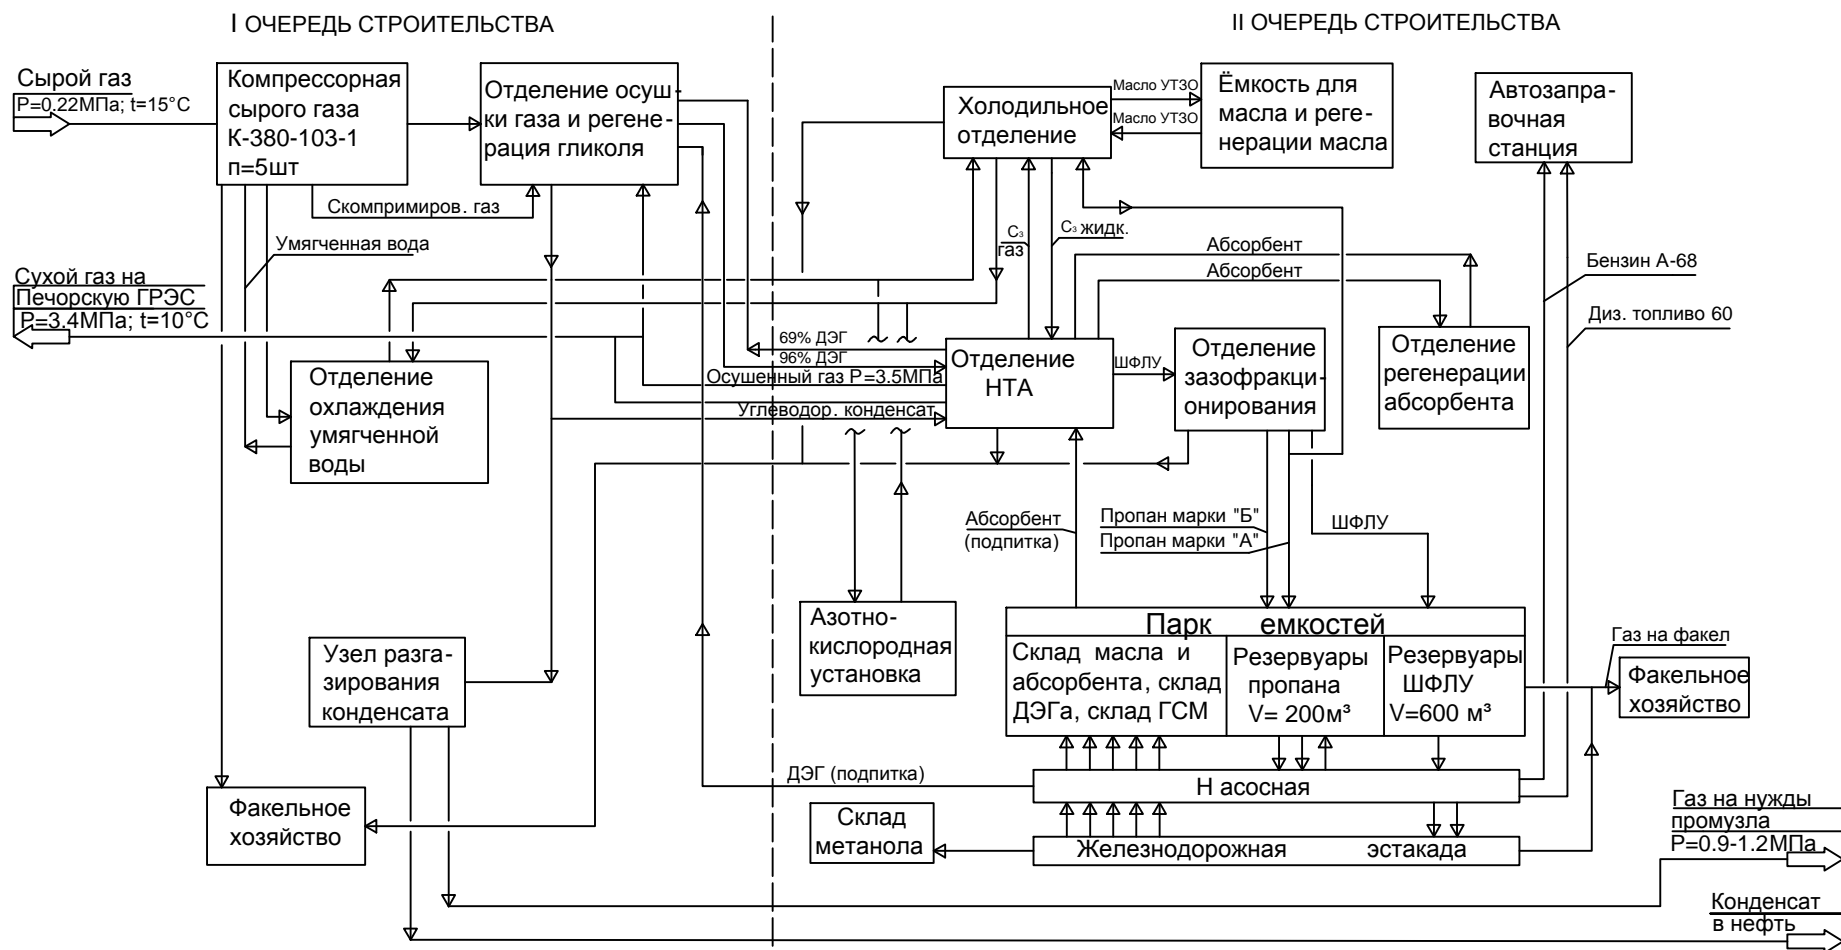 I ОЧЕРЕДЬ СТРОИТЕЛЬСТВА
II ОЧЕРЕДЬ СТРОИТЕЛЬСТВА
Сырой газ
P=0.22МПа; t=15°C
Компрессорная
сырого газа
К-380-103-1
п=5шт
Отделение осуш-
ки газа и регене-
рация гликоля
Холодильное
отделение
Масло УТЗО
Масло УТЗО
Ёмкость для
масла и реге-
нерации масла
Автозапра-
вочная
станция
Скомпримиров. газ
Умягченная вода
С₃
газ
С₃ жидк.
Абсорбент
Абсорбент
Бензин А-68
Диз. топливо 60
Сухой газ на
Печорскую ГРЭС
P=3.4МПа; t=10°C
69% ДЭГ
96% ДЭГ
Осушенный газ P=3.5МПа
Углеводор. конденсат
Отделение
охлаждения
умягченной
воды
Отделение
НТА
ШФЛУ
Отделение
зазофракци-
онирования
Отделение
регенерации
абсорбента
Абсорбент
(подпитка)
Пропан марки "Б"
Пропан марки "А"
ШФЛУ
Азотно-
кислородная
установка
Узел разга-
зирования
конденсата
Парк емкостей
Склад масла и
абсорбента, склад
ДЭГа, склад ГСМ
Резервуары
пропана
V= 200м³
Резервуары
ШФЛУ
V=600 м³
Газ на факел
Факельное
хозяйство
ДЭГ (подпитка)
Н асосная
Факельное
хозяйство
Склад
метанола
Железнодорожная эстакада
Газ на нужды
промузла
P=0.9-1.2МПа
Конденсат
в нефть